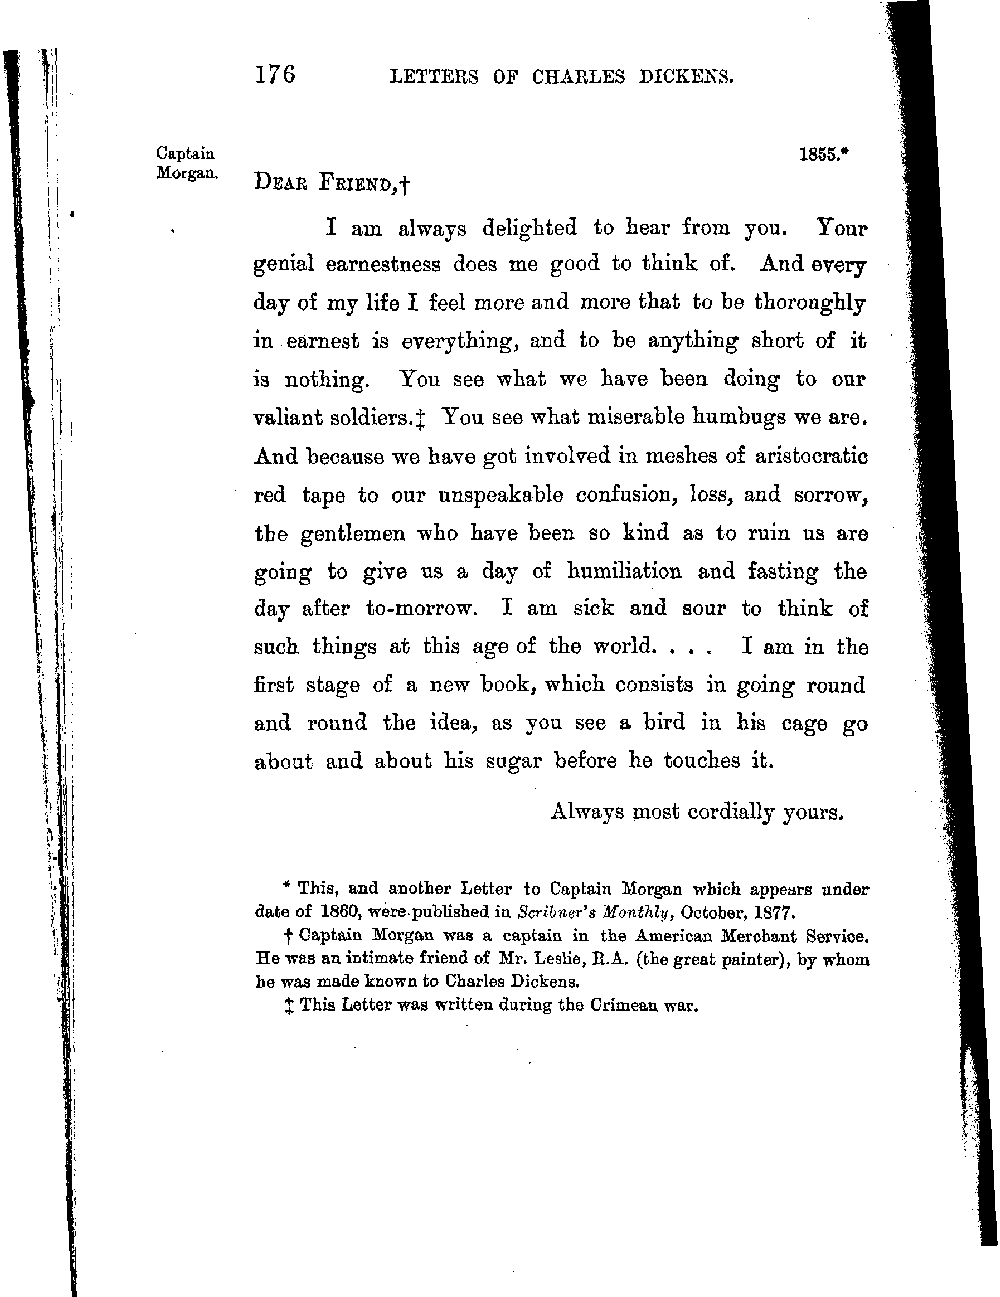 176 LETTERS OF CHARLES DICKENS.
Captain
Morgan.
1855.*
DEAR FRIEND,†
I am always delighted to hear from you. Your
genial earnestness does me good to think of. And every
day of my life I feel more and more that to be thoroughly
in earnest is everything, and to be anything short of it
is nothing. You see what we have been doing to our
valiant soldiers.‡ You see what miserable humbugs we are.
And because we have got involved in meshes of aristocratic
red tape to our unspeakable confusion, loss, and sorrow,
the gentlemen who have been so kind as to ruin us are
going to give us a day of humiliation and fasting the
day after to-morrow. I am sick and sour to think of
such things at this age of the world. . . . I am in the
first stage of a new book, which consists in going round
and round the idea, as you see a bird in his cage go
about and about his sugar before he touches it.
Always most cordially yours.
* This, and another Letter to Captain Morgan which appears under
date of 1860, were published in Scribner's Monthly, October, 1877.
† Captain Morgan was a captain in the American Merchant Service.
He was an intimate friend of Mr. Leslie, R.A. (the great painter), by whom
he was made known to Charles Dickens.
‡ This Letter was written during the Crimean war.